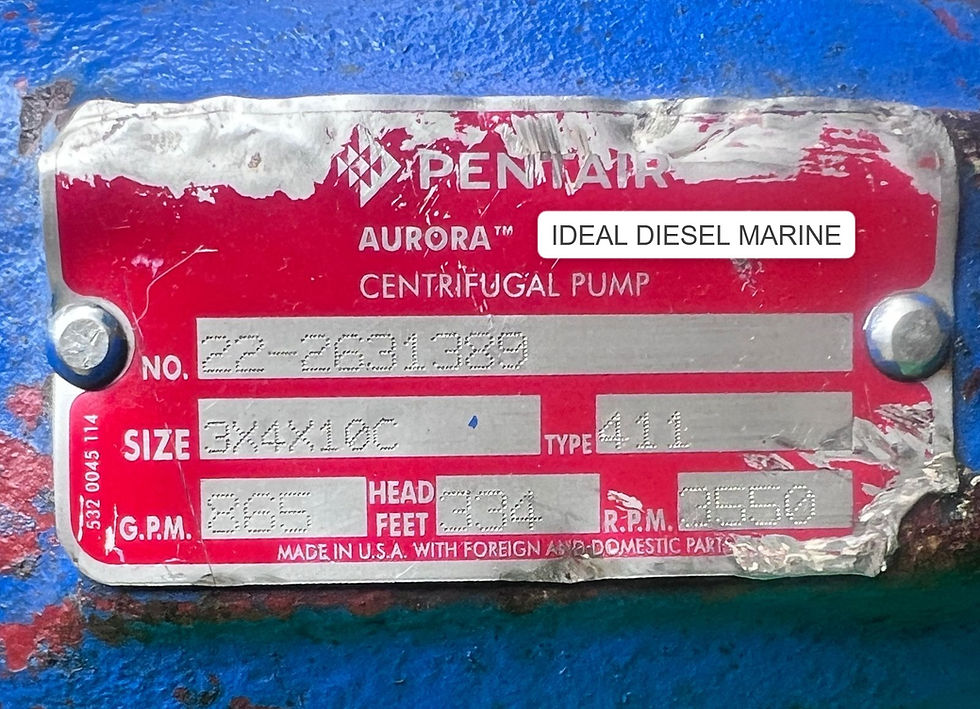 PENTAIR
AURORA™ IDEAL DIESEL MARINE
CENTRIFUGAL PUMP
NO. 22-2631389
SIZE 3X4X10C TYPE 411
G.P.M. 865 HEAD FEET 334 R.P.M. 3550
MADE IN U.S.A. WITH FOREIGN AND DOMESTIC PARTS
532 0045 114